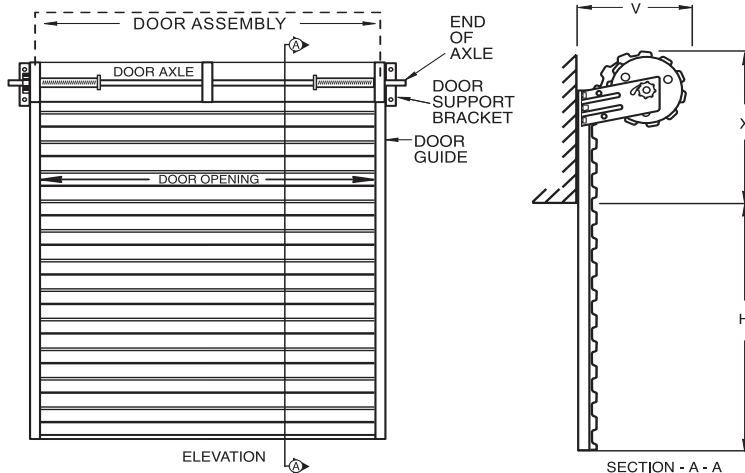 DOOR ASSEMBLY
A
END
OF
AXLE
DOOR AXLE
DOOR
SUPPORT
BRACKET
DOOR
GUIDE
DOOR OPENING
ELEVATION
A
V
X
H
SECTION - A - A